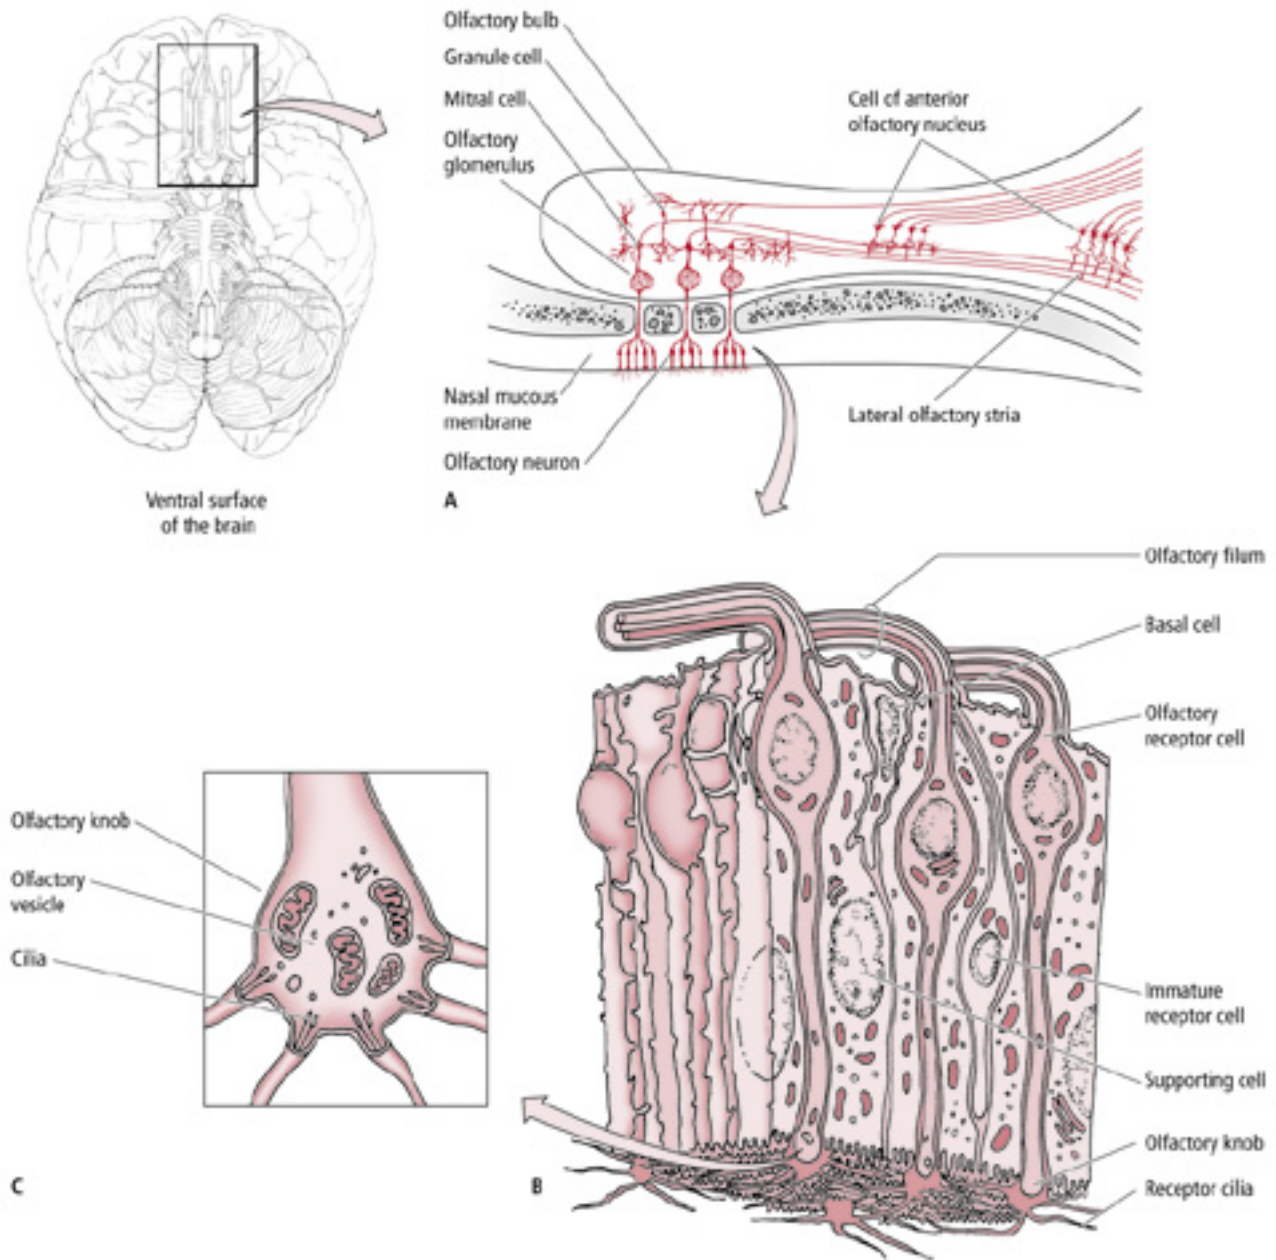 Olfactory bulb
Granule cell
Mitral cell
Olfactory
glomerulus
Cell cf anterior
olfactory nucleus
Nasal mucous
membrane
Olfactory neuron
Lateral olfactory stria
A
Ventral surface
of the brain
Olfactory filum
Basal cell
Olfactory
receptor cell
Immature
receptor cell
Supporting cell
Olfactory knob
Receptor cilia
B
Olfactory knob
Olfactory
vesicle
Cilia
C